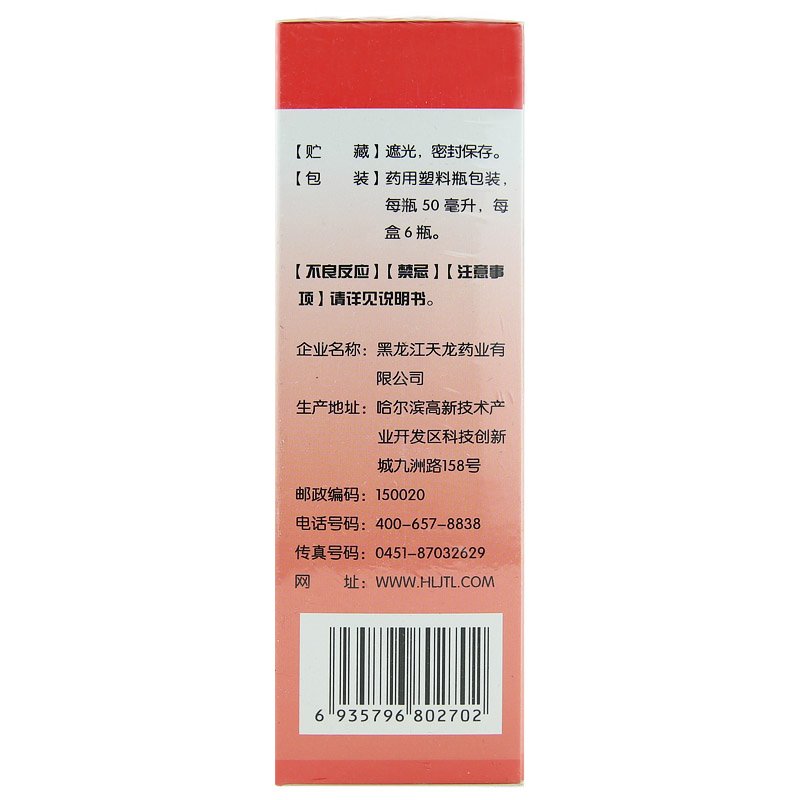 【贮　藏】遮光，密封保存。
【包　装】药用塑料瓶包装，
每瓶 50 毫升，每
盒 6 瓶。
【不良反应】【禁忌】【注意事
项】请详见说明书。
企业名称：黑龙江天龙药业有
限公司
生产地址：哈尔滨高新技术产
业开发区科技创新
城九洲路158号
邮政编码：150020
电话号码：400-657-8838
传真号码：0451-87032629
网　址：WWW.HLJTL.COM
6 935796 802702